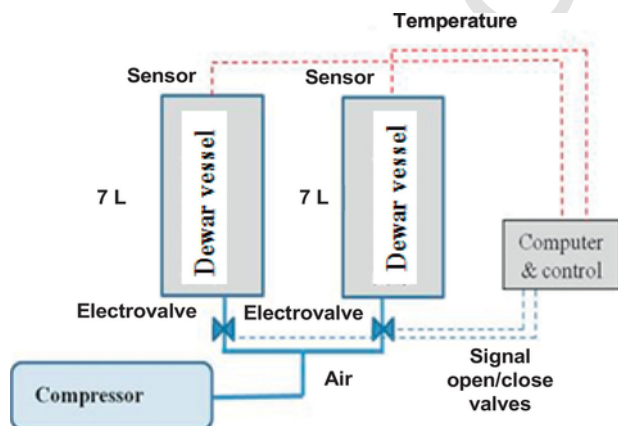 Temperature
Sensor
Sensor
Dewar vessel
Dewar vessel
7 L
7 L
Computer
& control
Electrovalve
Electrovalve
Signal
open/close
valves
Air
Compressor